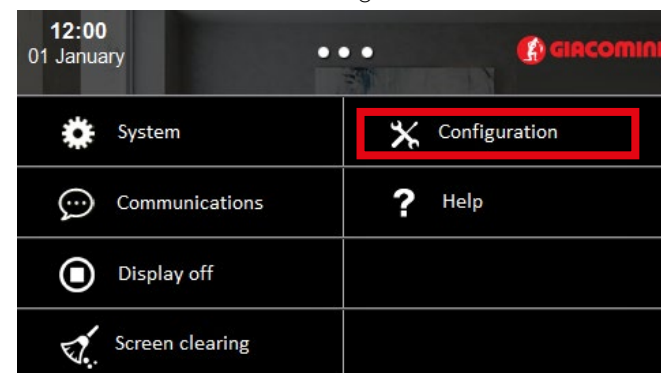 12:00
01 January
GIACOMINI
System
Configuration
Communications
Help
Display off
Screen clearing